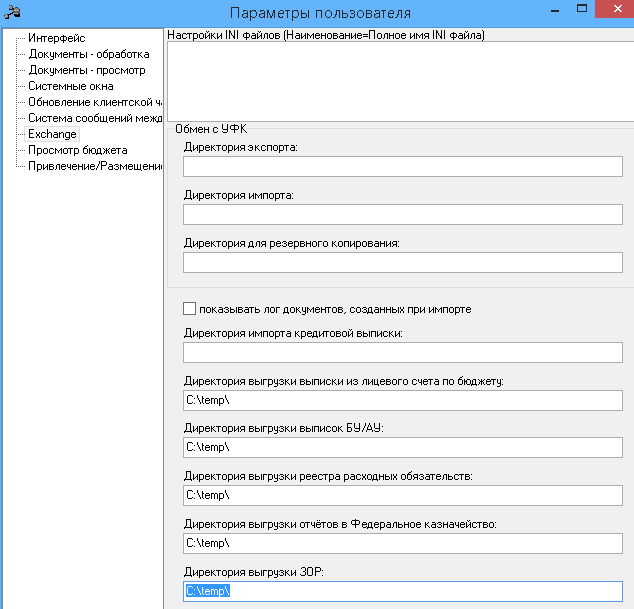 Параметры пользователя
Интерфейс
Документы - обработка
Документы - просмотр
Системные окна
Обновление клиентской ча
Система сообщений межд
Exchange
Просмотр бюджета
Привлечение/Размещение
Настройки INI файлов (Наименование=Полное имя INI файла)
Обмен с УФК
Директория экспорта:
Директория импорта:
Директория для резервного копирования:
показывать лог документов, созданных при импорте
Директория импорта кредитовой выписки:
Директория выгрузки выписки из лицевого счета по бюджету:
C:\temp\
Директория выгрузки выписок БУ/АУ:
C:\temp\
Директория выгрузки реестра расходных обязательств:
C:\temp\
Директория выгрузки отчётов в Федеральное казначейство:
C:\temp\
Директория выгрузки ЗОР:
C:\temp\